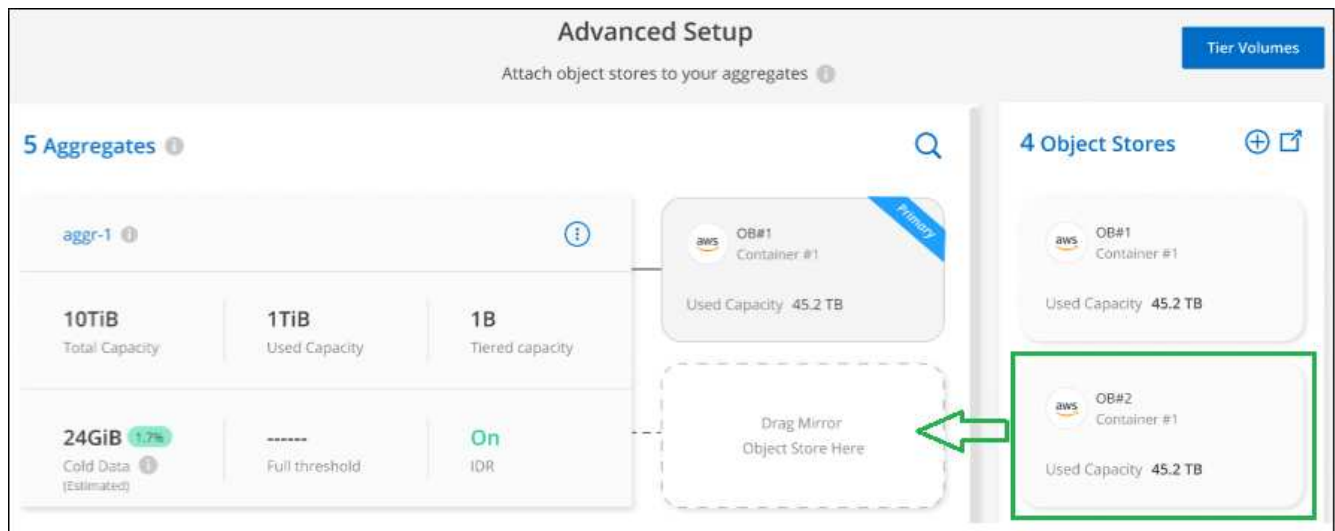 Advanced Setup
Tier Volumes
Attach object stores to your aggregates
5 Aggregates
4 Object Stores
aggr-1
10TiB
Total Capacity
1TiB
Used Capacity
1B
Tiered capacity
24GiB 1.7%
Cold Data
(Estimated)
------
Full threshold
On
IDR
Primary
aws
OB#1
Container #1
Used Capacity 45.2 TB
Drag Mirror
Object Store Here
aws
OB#1
Container #1
Used Capacity 45.2 TB
aws
OB#2
Container #1
Used Capacity 45.2 TB